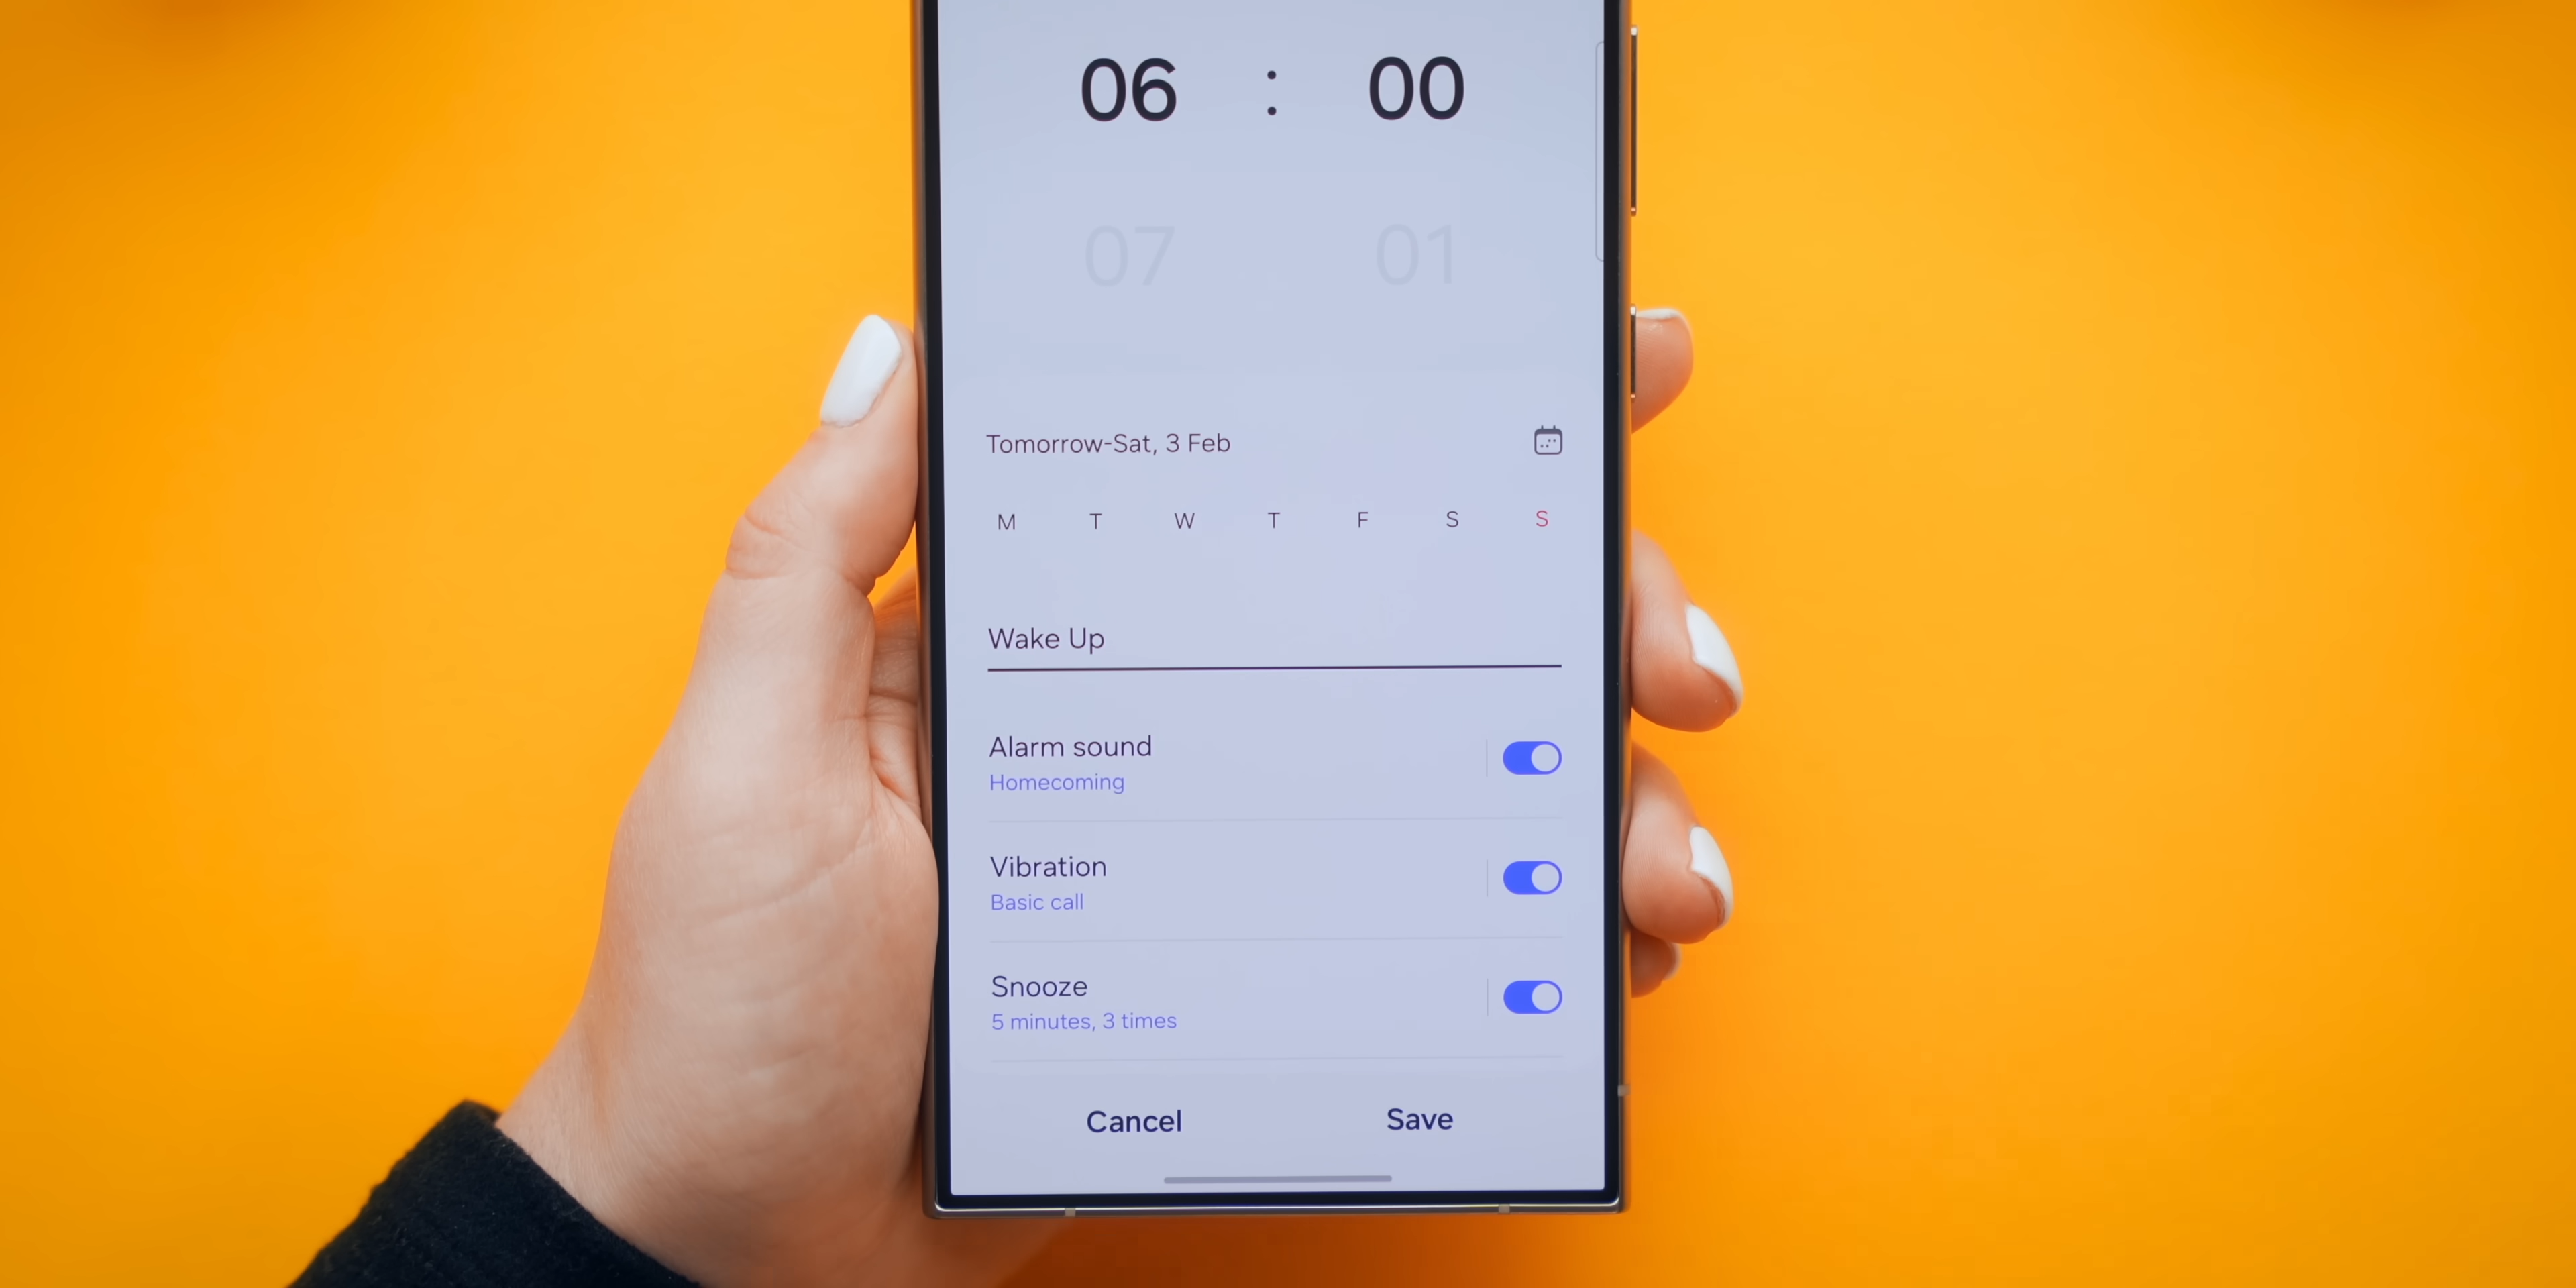 06 : 00
07 01
Tomorrow-Sat, 3 Feb
M T W T F S S
Wake Up
Alarm sound
Homecoming
Vibration
Basic call
Snooze
5 minutes, 3 times
Cancel Save